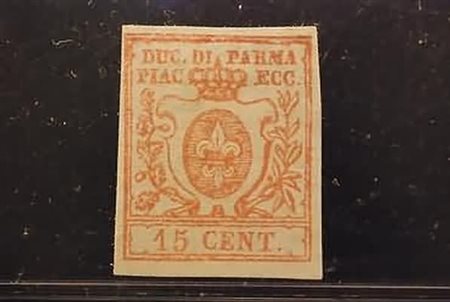 DUC. DI PARMA
PIAC. ECC.
15 CENT.